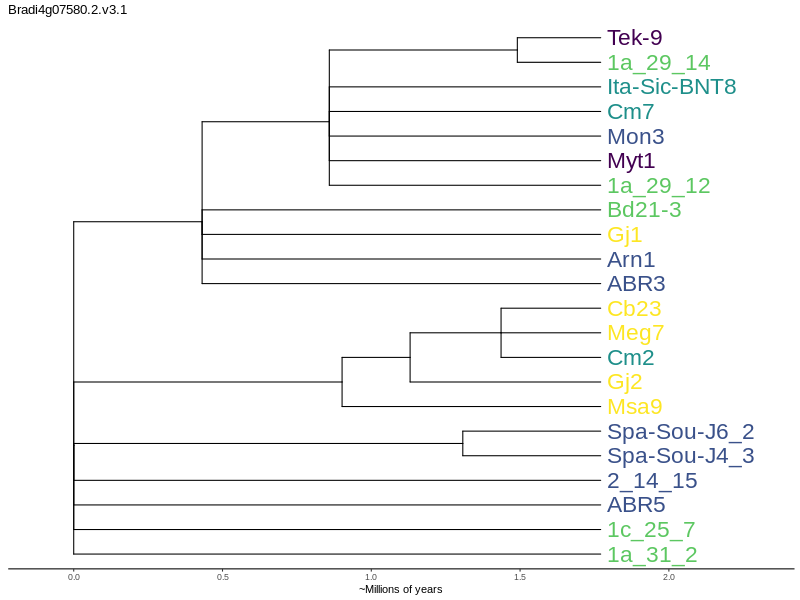 Bradi4g07580.2.v3.1
Tek-9
1a_29_14
Ita-Sic-BNT8
Cm7
Mon3
Myt1
1a_29_12
Bd21-3
Gj1
Arn1
ABR3
Cb23
Meg7
Cm2
Gj2
Msa9
Spa-Sou-J6_2
Spa-Sou-J4_3
2_14_15
ABR5
1c_25_7
1a_31_2
0.0 0.5 1.0 1.5 2.0
~Millions of years